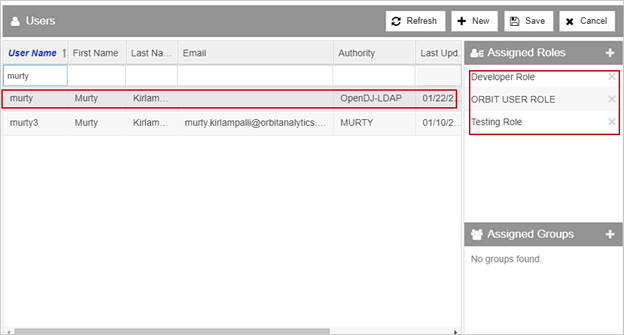 Users Refresh New Save Cancel
User Name First Name Last Na... Email Authority Last Upd.
murty
murty Murty Kirlam... OpenDJ-LDAP 01/22/2...
murty3 Murty Kirlam... murty.kirlampalli@orbitanalytics.... MURTY 01/10/2...
Assigned Roles
Developer Role
ORBIT USER ROLE
Testing Role
Assigned Groups
No groups found.